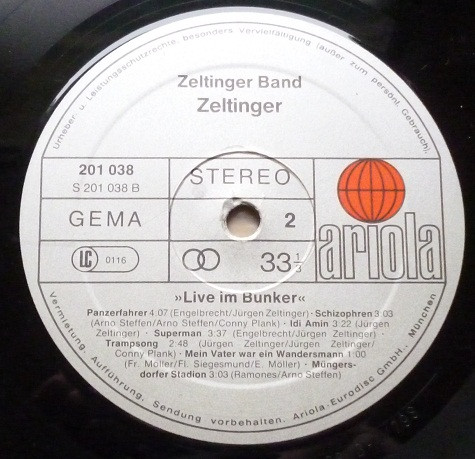 Urheber- u. Leistungsschutzrechte, besonders Vervielfältigung (außer zum persönl. Gebrauch).
Zeltinger Band
Zeltinger
201 038
S 201 038 B
STEREO
GEMA
2
LC 0116
33 1/3
ariola
»Live im Bunker«
Panzerfahrer 4:07 (Engelbrecht/Jürgen Zeltinger) · Schizophren 3:03
(Arno Steffen/Arno Steffen/Conny Plank) · Idi Amin 3:22 (Jürgen
Zeltinger) · Superman 3:37 (Engelbrecht/Jürgen Zeltinger) ·
Trampsong 2:48 (Jürgen Zeltinger/Jürgen Zeltinger/
Conny Plank) · Mein Vater war ein Wandersmann 1:00
(Fr. Möller/Fl. Siegesmund/E. Möller) · Müngers-
dorfer Stadion 3:03 (Ramones/Arno Steffen)
Vermietung, Aufführung, Sendung vorbehalten. Ariola-Eurodisc GmbH., München